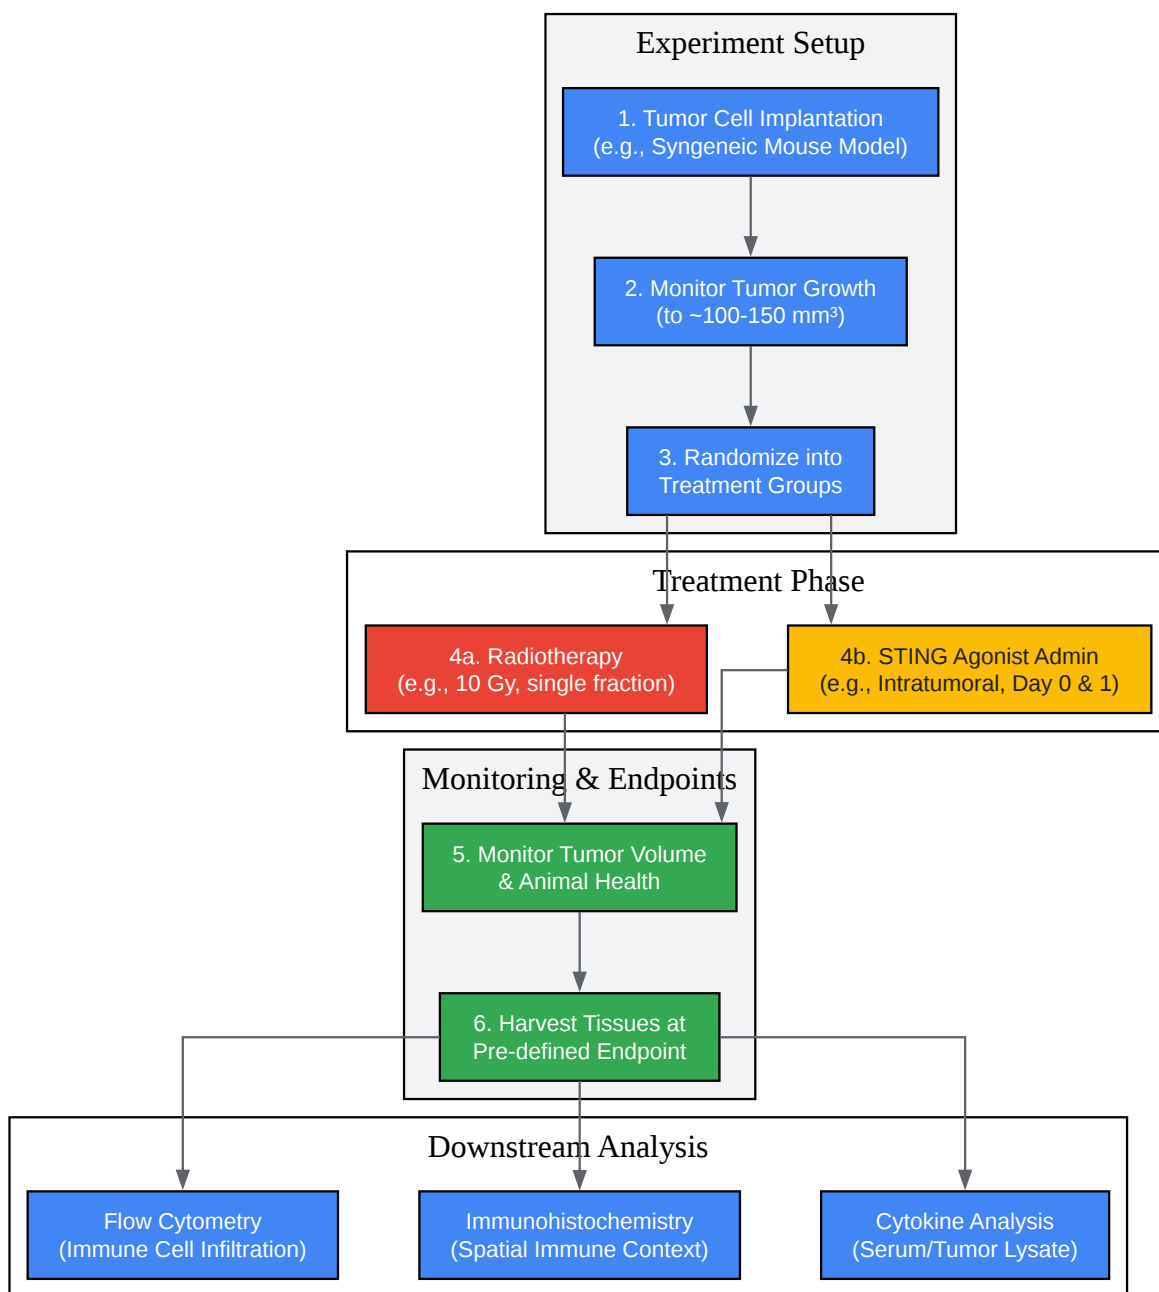 Experiment Setup
1. Tumor Cell Implantation
(e.g., Syngeneic Mouse Model)
2. Monitor Tumor Growth
(to ~100-150 mm³)
3. Randomize into
Treatment Groups
Treatment Phase
4a. Radiotherapy
(e.g., 10 Gy, single fraction)
4b. STING Agonist Admin
(e.g., Intratumoral, Day 0 & 1)
Monitoring & Endpoints
5. Monitor Tumor Volume
& Animal Health
6. Harvest Tissues at
Pre-defined Endpoint
Downstream Analysis
Flow Cytometry
(Immune Cell Infiltration)
Immunohistochemistry
(Spatial Immune Context)
Cytokine Analysis
(Serum/Tumor Lysate)